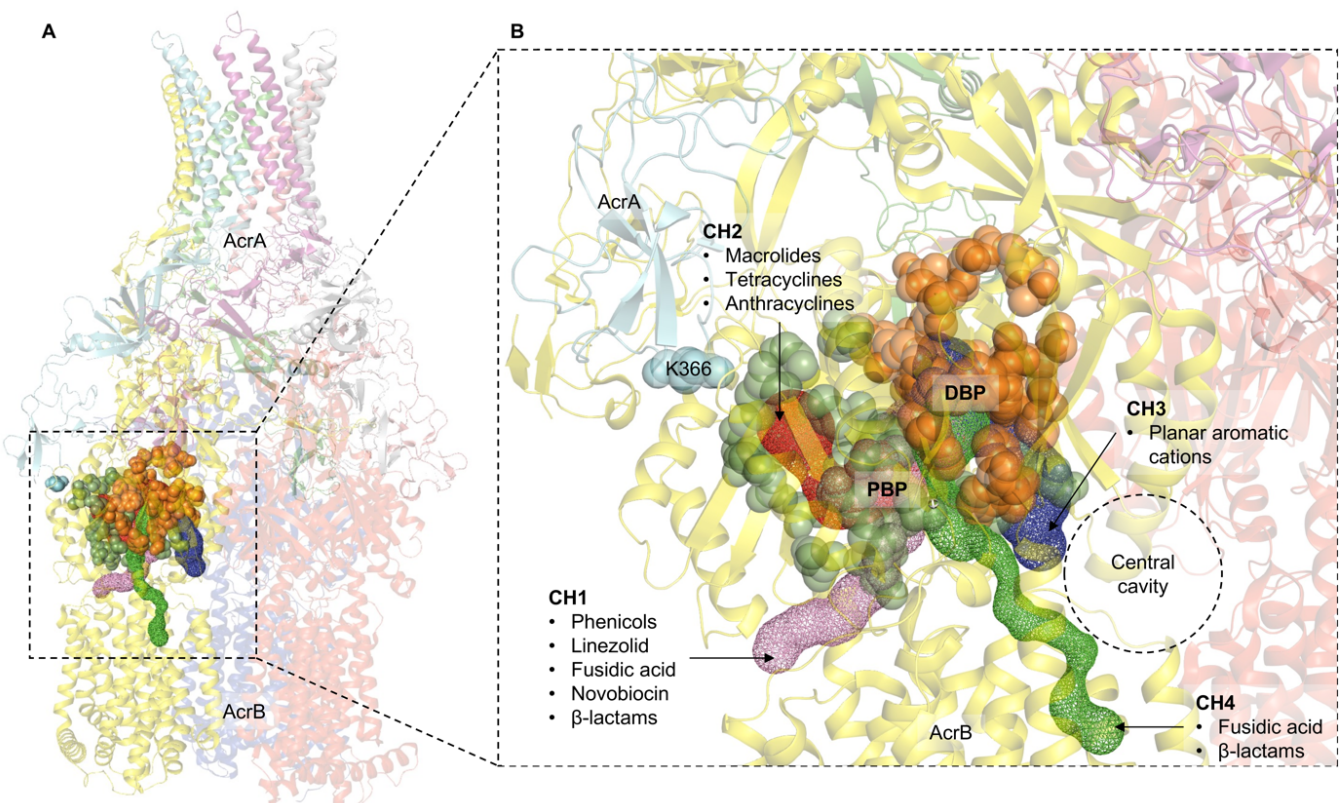 A
AcrA
AcrB
B
AcrA
CH2
• Macrolides
• Tetracyclines
• Anthracyclines
K366
DBP
PBP
CH3
• Planar aromatic
cations
Central
cavity
CH1
• Phenicols
• Linezolid
• Fusidic acid
• Novobiocin
• β-lactams
AcrB
CH4
• Fusidic acid
• β-lactams